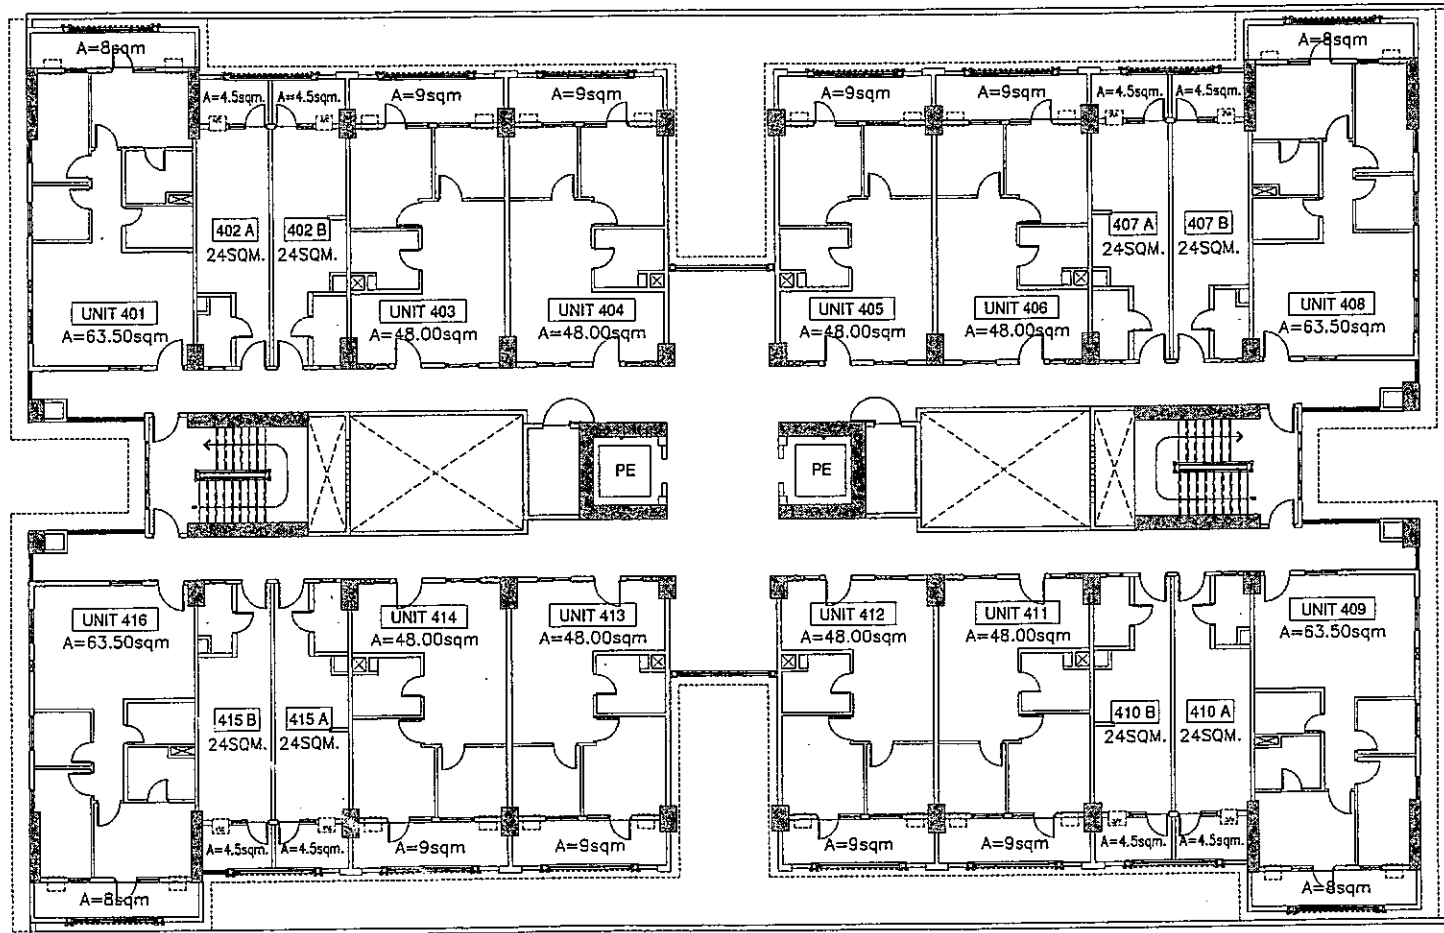 A=8sqm
A=8sqm
A=4.5sqm.
A=4.5sqm.
A=9sqm
A=9sqm
A=9sqm
A=9sqm
A=4.5sqm.
A=4.5sqm.
402 A
24SQM.
402 B
24SQM.
407 A
24SQM.
407 B
24SQM.
UNIT 401
A=63.50sqm
UNIT 403
A=48.00sqm
UNIT 404
A=48.00sqm
UNIT 405
A=48.00sqm
UNIT 406
A=48.00sqm
UNIT 408
A=63.50sqm
PE
PE
UNIT 416
A=63.50sqm
UNIT 414
A=48.00sqm
UNIT 413
A=48.00sqm
UNIT 412
A=48.00sqm
UNIT 411
A=48.00sqm
UNIT 409
A=63.50sqm
415 B
24SQM.
415 A
24SQM.
410 B
24SQM.
410 A
24SQM.
A=4.5sqm.
A=4.5sqm.
A=9sqm
A=9sqm
A=9sqm
A=9sqm
A=4.5sqm.
A=4.5sqm.
A=8sqm
A=8sqm